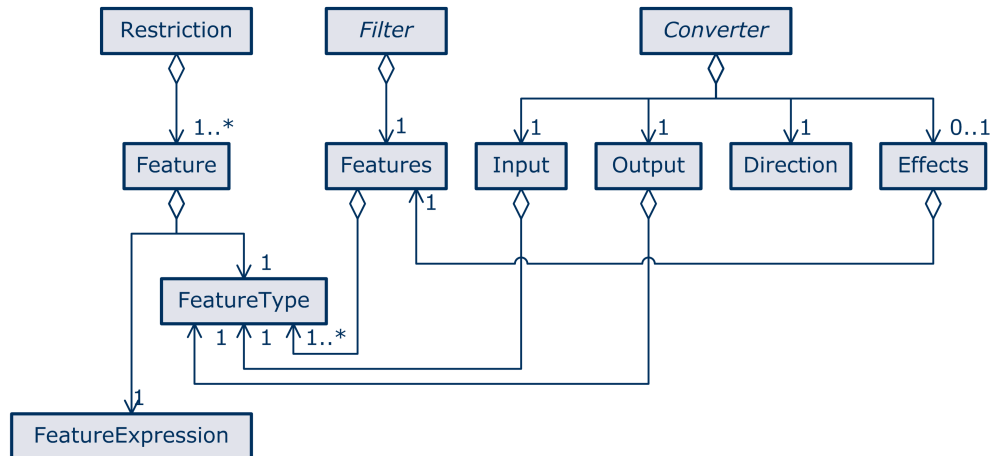 Restriction
Filter
Converter
1..*
1
1
1
1
0..1
Feature
Features
Input
Output
Direction
Effects
1
1
FeatureType
1
1
1..*
1
FeatureExpression